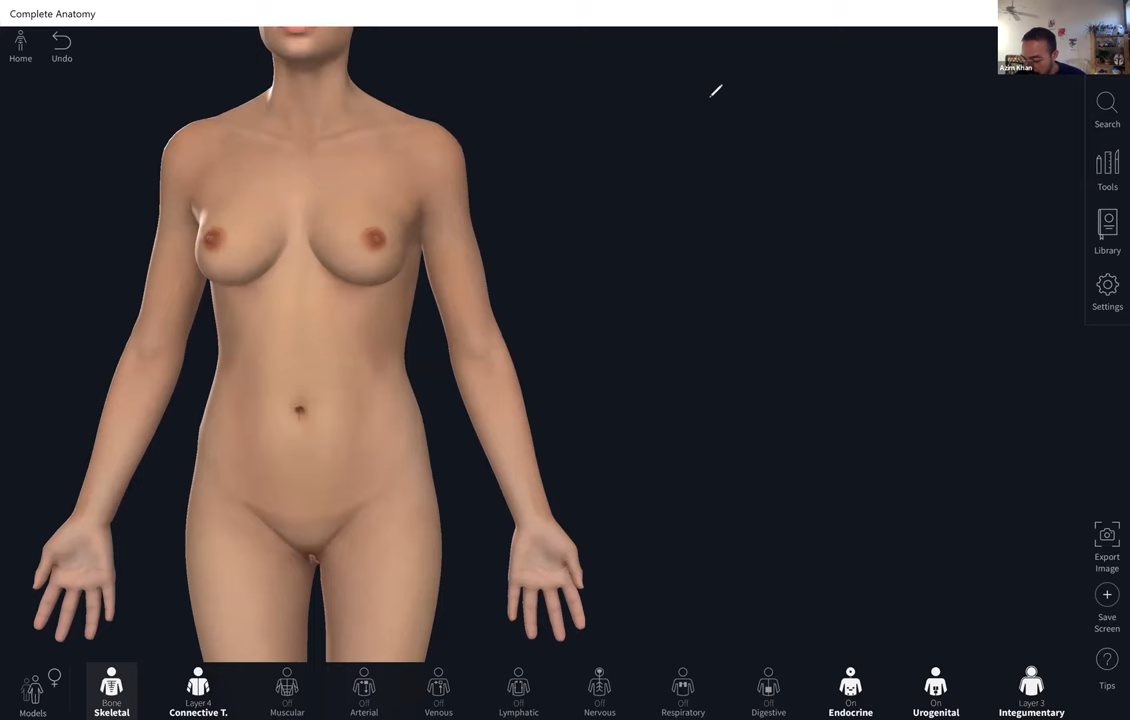 Complete Anatomy
Home
Undo
Azim Khan
Search
Tools
Library
Settings
Export
Image
Save
Screen
Tips
Models
Bone
Skeletal
Layer 4
Connective T.
Off
Muscular
Off
Arterial
Off
Venous
Off
Lymphatic
Off
Nervous
Off
Respiratory
Off
Digestive
On
Endocrine
On
Urogenital
Layer 3
Integumentary